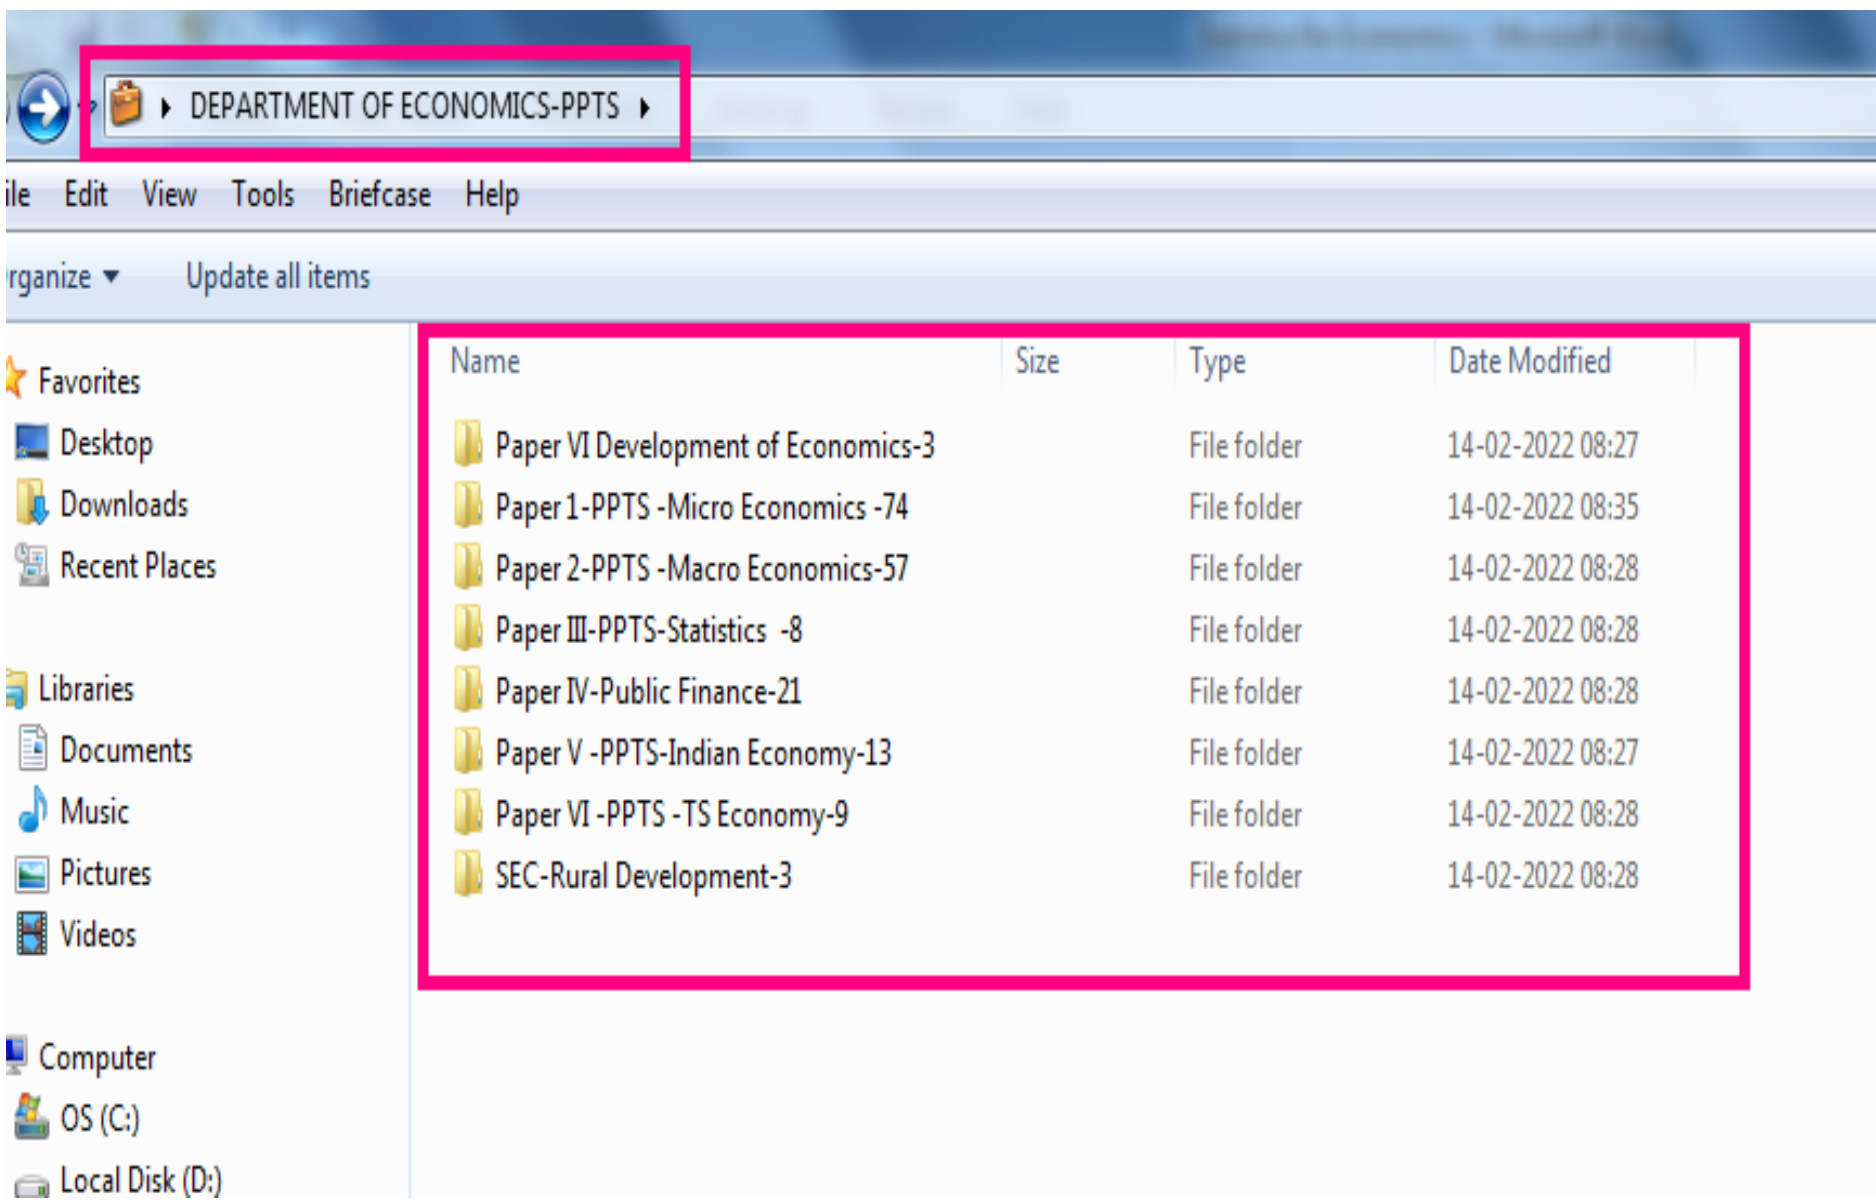 DEPARTMENT OF ECONOMICS-PPTS
ile Edit View Tools Briefcase Help
rganize Update all items
Name Size Type Date Modified
Favorites
Desktop
Downloads
Recent Places
Libraries
Documents
Music
Pictures
Videos
Computer
OS (C:)
Local Disk (D:)
Paper VI Development of Economics-3 File folder 14-02-2022 08:27
Paper 1-PPTS -Micro Economics -74 File folder 14-02-2022 08:35
Paper 2-PPTS -Macro Economics-57 File folder 14-02-2022 08:28
Paper III-PPTS-Statistics -8 File folder 14-02-2022 08:28
Paper IV-Public Finance-21 File folder 14-02-2022 08:28
Paper V -PPTS-Indian Economy-13 File folder 14-02-2022 08:27
Paper VI -PPTS -TS Economy-9 File folder 14-02-2022 08:28
SEC-Rural Development-3 File folder 14-02-2022 08:28